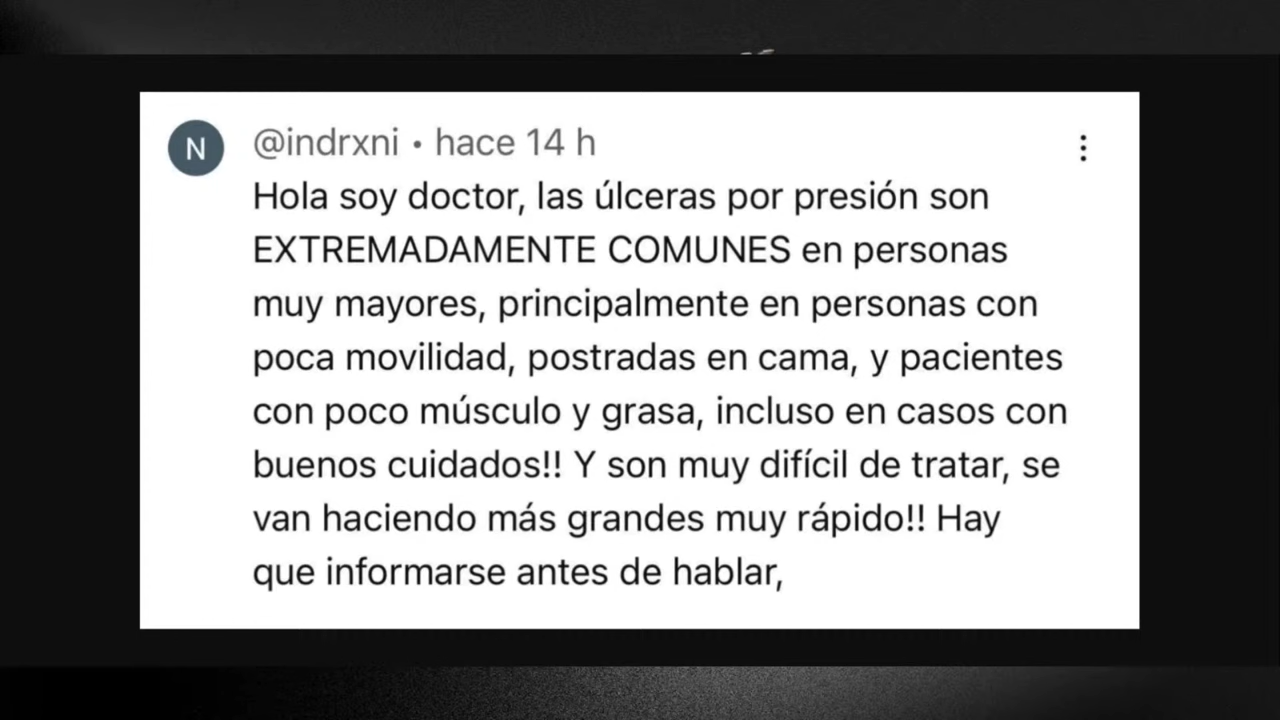 N
@indrxni • hace 14 h
Hola soy doctor, las úlceras por presión son
EXTREMADAMENTE COMUNES en personas
muy mayores, principalmente en personas con
poca movilidad, postradas en cama, y pacientes
con poco músculo y grasa, incluso en casos con
buenos cuidados!! Y son muy difícil de tratar, se
van haciendo más grandes muy rápido!! Hay
que informarse antes de hablar,